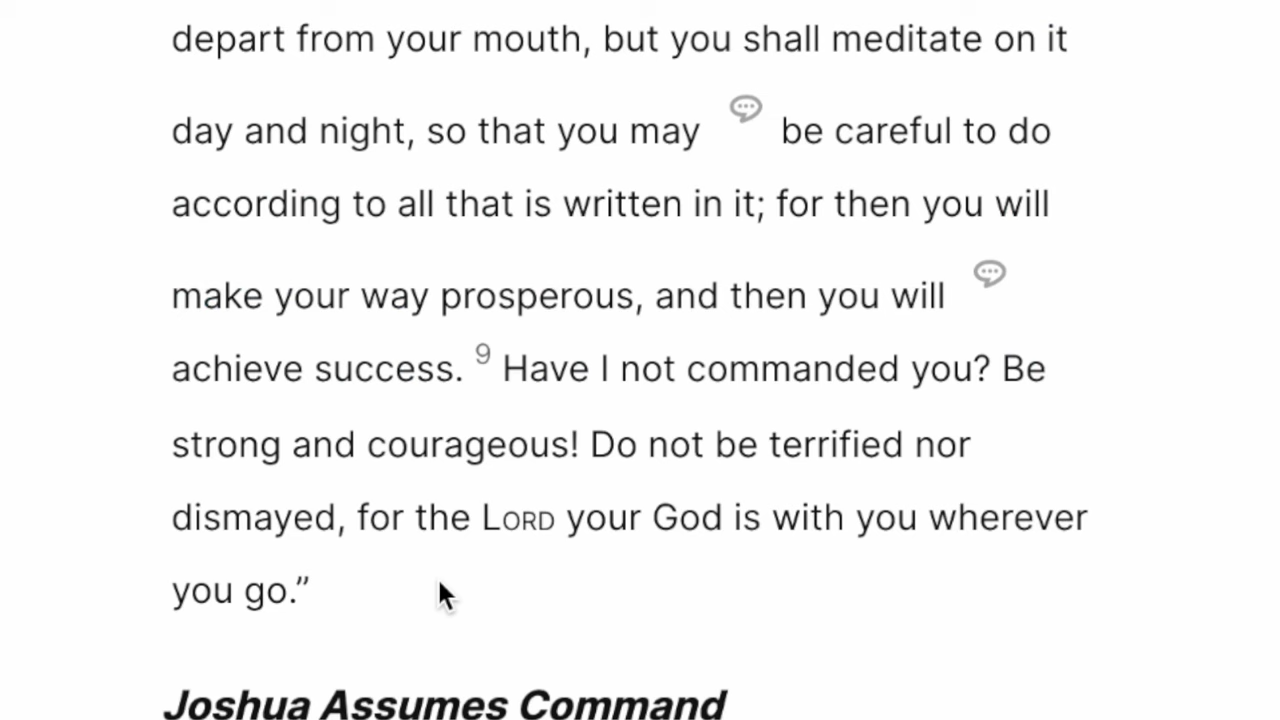 depart from your mouth, but you shall meditate on it
day and night, so that you may be careful to do
according to all that is written in it; for then you will
make your way prosperous, and then you will
achieve success. 9 Have I not commanded you? Be
strong and courageous! Do not be terrified nor
dismayed, for the LORD your God is with you wherever
you go.”
Joshua Assumes Command